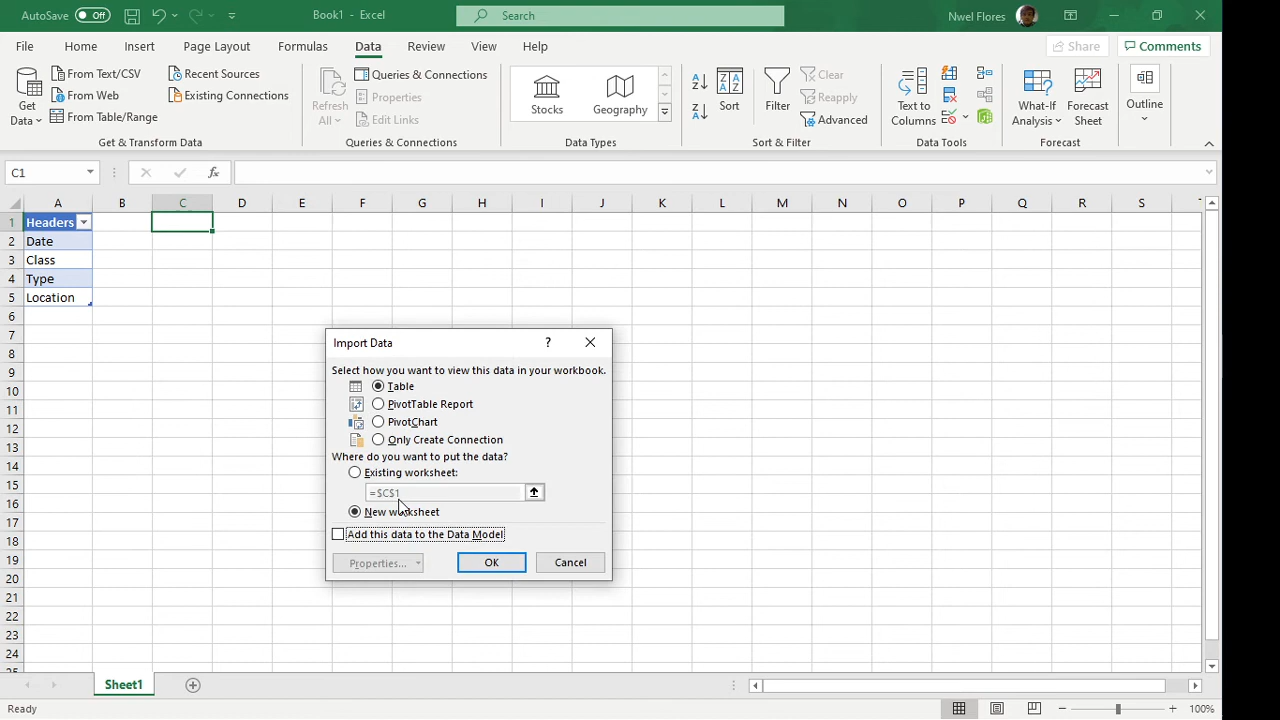 AutoSave Off Book1 - Excel Search Nwel Flores
File Home Insert Page Layout Formulas Data Review View Help Share Comments
Get Data From Text/CSV From Web From Table/Range Recent Sources Existing Connections
Get & Transform Data
Refresh All Queries & Connections Properties Edit Links
Queries & Connections
Stocks Geography
Data Types
Sort Filter Clear Reapply Advanced
Sort & Filter
Text to Columns
Data Tools
What-If Analysis Forecast Sheet
Forecast
Outline
C1 fx
A B C D E F G H I J K L M N O P Q R S
1 Headers
2 Date
3 Class
4 Type
5 Location
6
7
8
9
10
11
12
13
14
15
16
17
18
19
20
21
22
23
24
Import Data ?
Select how you want to view this data in your workbook.
Table
PivotTable Report
PivotChart
Only Create Connection
Where do you want to put the data?
Existing worksheet:
=$C$1
New worksheet
Add this data to the Data Model
Properties... OK Cancel
Sheet1
Ready 100%